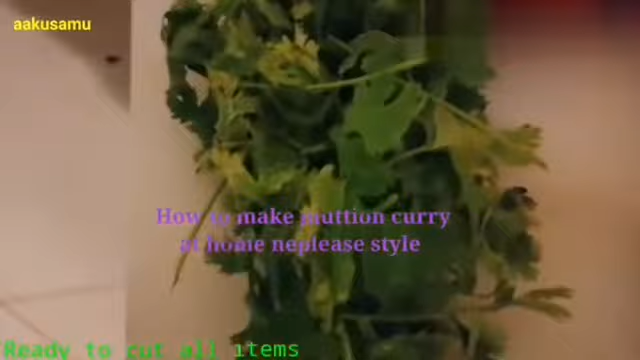 aakusamu
How to make muttion curry
at home neplease style
Ready to cut all items